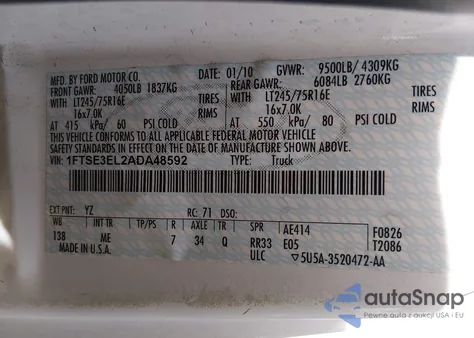 MFD. BY FORD MOTOR CO.
DATE: 01/10 GVWR: 9500LB/ 4309KG
FRONT GAWR: 4050LB 1837KG REAR GAWR: 6084LB 2760KG
WITH LT245/75R16E TIRES WITH LT245/75R16E TIRES
16x7.0K RIMS 16x7.0K RIMS
AT 415 kPa/ 60 PSI COLD AT 550 kPa/ 80 PSI COLD
THIS VEHICLE CONFORMS TO ALL APPLICABLE FEDERAL MOTOR VEHICLE
SAFETY STANDARDS IN EFFECT ON THE DATE OF MANUFACTURE SHOWN ABOVE.
VIN: 1FTSE3EL2ADA48592 TYPE: Truck
EXT PNT: YZ RC: 71 DSO:
WB INT TR TP/PS R AXLE TR SPR AE414 F0826
138 ME 7 34 Q RR33 E05 T2086
MADE IN U.S.A. ULC ▽5U5A-3520472-AA
autoSnap
Pewne auta z USA i EU